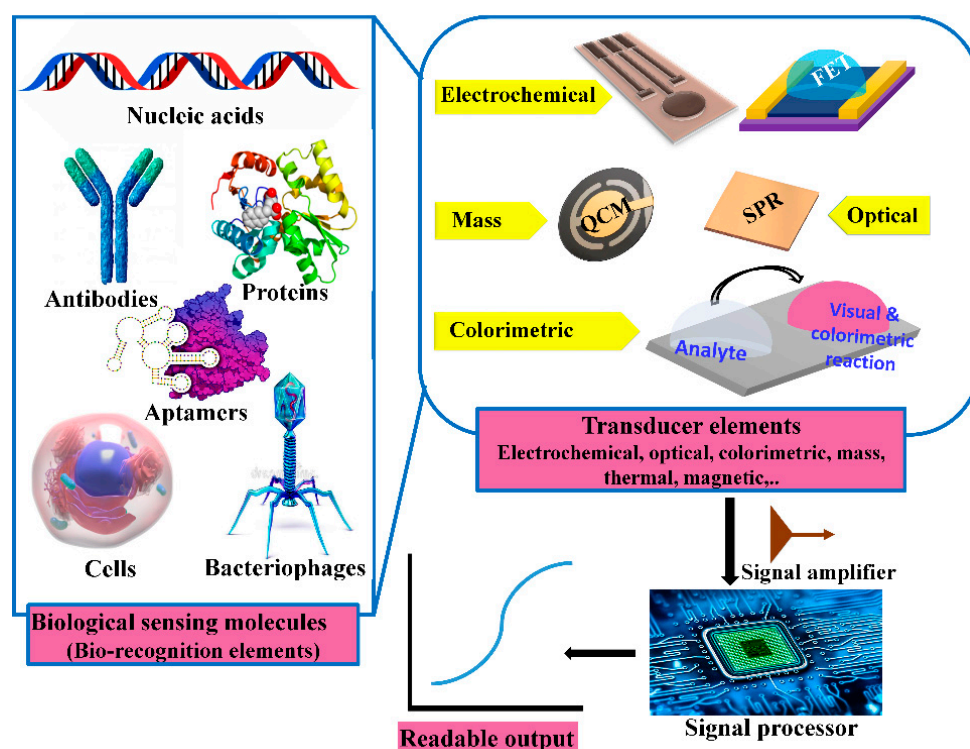 Nucleic acids
Antibodies
Proteins
Aptamers
Cells
Bacteriophages
Biological sensing molecules
(Bio-recognition elements)
Electrochemical
FET
Mass
QCM
SPR
Optical
Colorimetric
Analyte
Visual &
colorimetric
reaction
Transducer elements
Electrochemical, optical, colorimetric, mass,
thermal, magnetic,..
Signal amplifier
Signal processor
Readable output